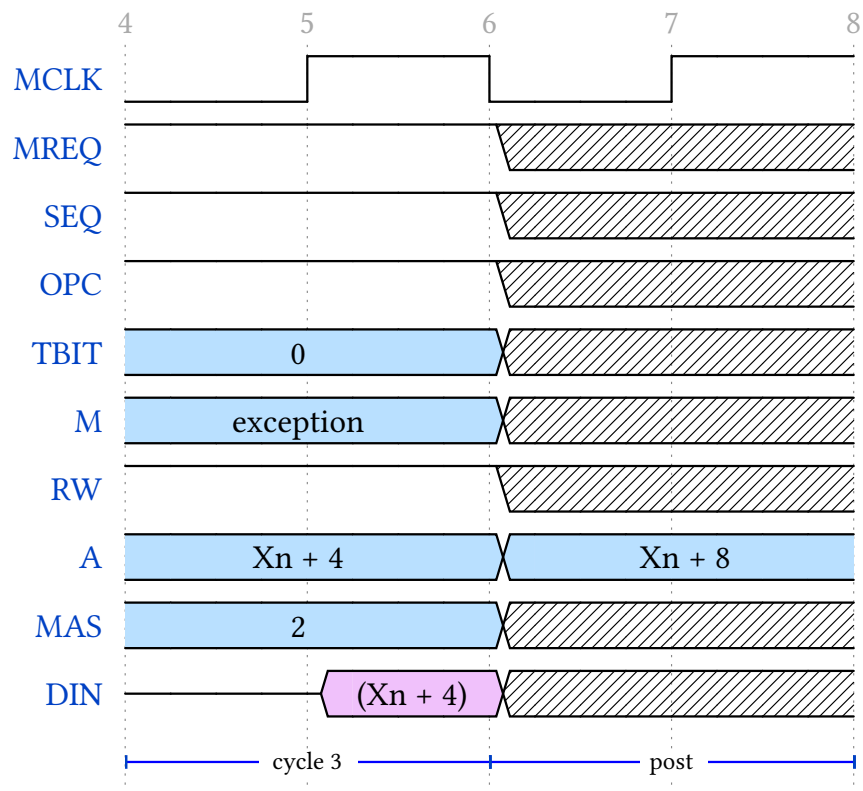 4 5 6 7 8
MCLK
MREQ
SEQ
OPC
TBIT 0
M exception
RW
A Xn + 4 Xn + 8
MAS 2
DIN (Xn + 4)
cycle 3 post